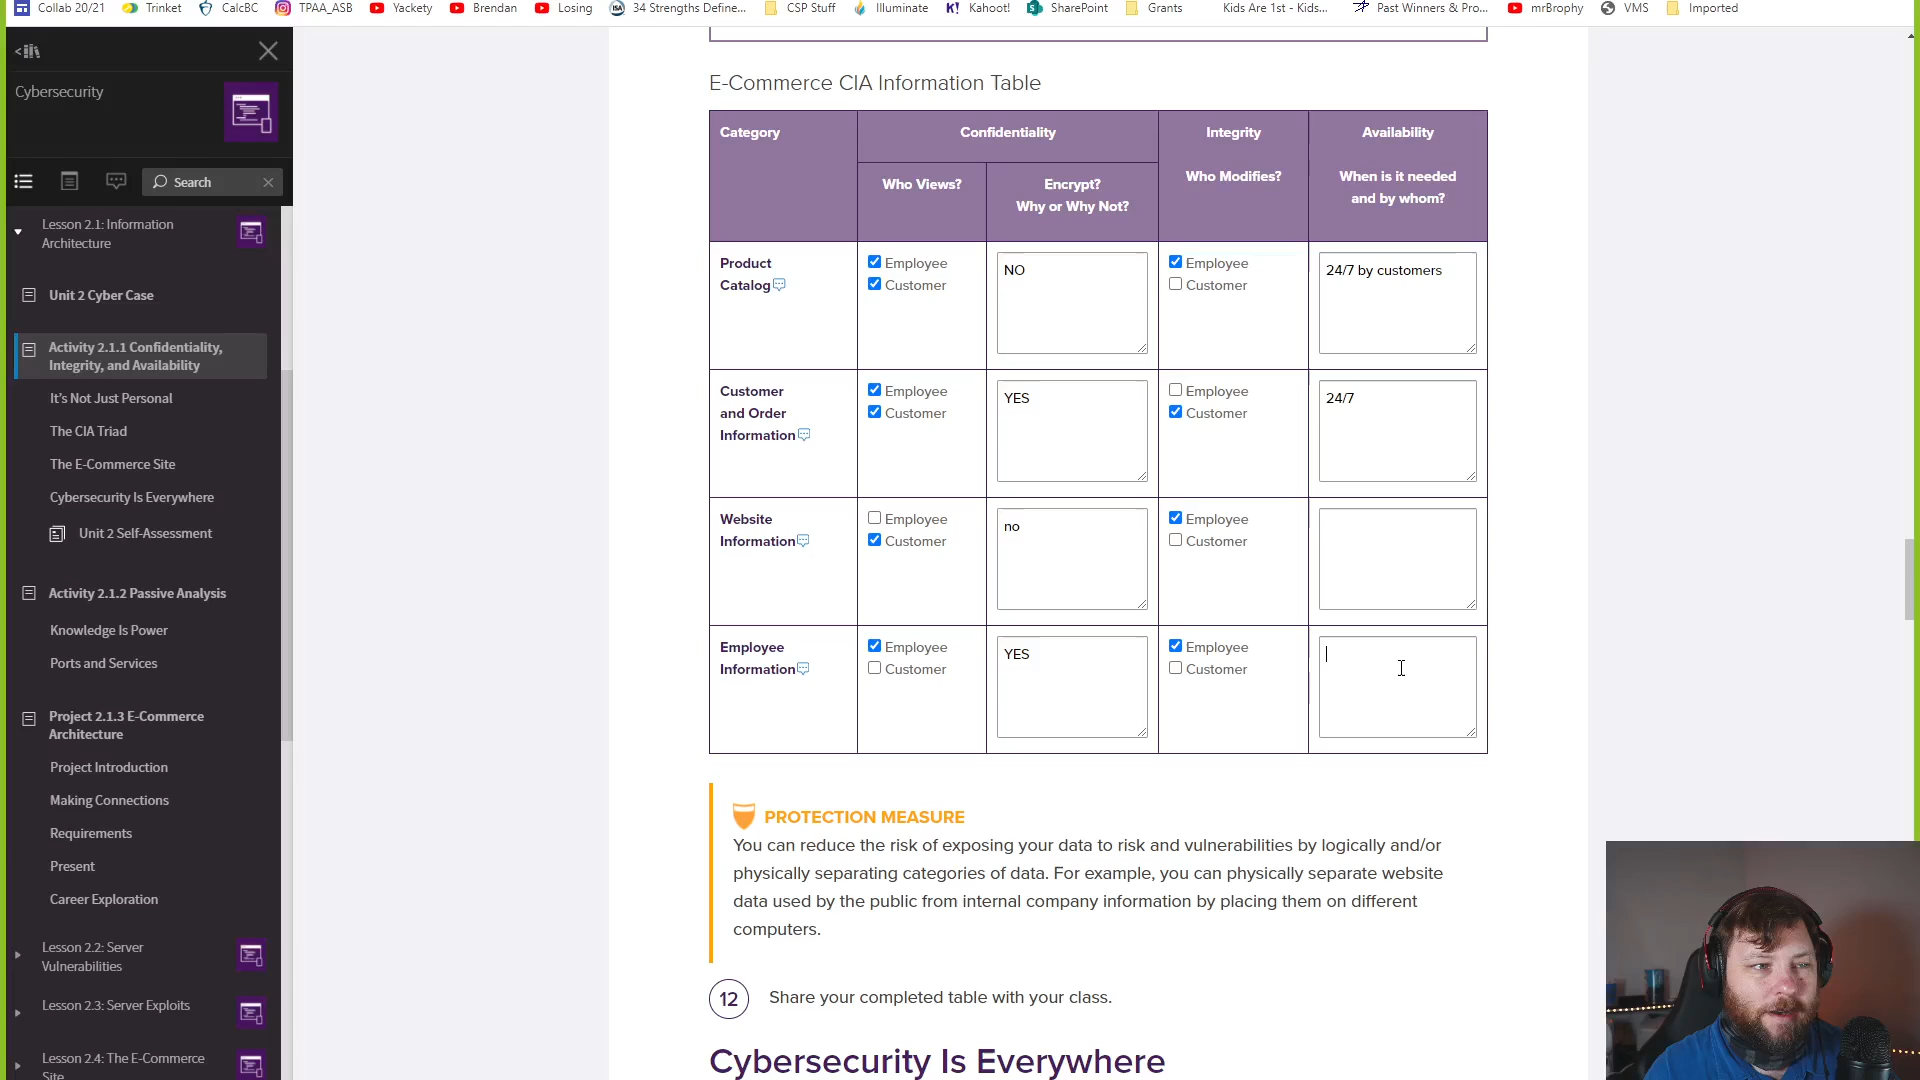 Collab 20/21 Trinket CalcBC TPAA_ASB Yackety Brendan Losing 34 Strengths Define... CSP Stuff Illuminate Kahoot! SharePoint Grants Kids Are 1st - Kids... Past Winners & Pro... mrBrophy VMS Imported
Cybersecurity
Search
Lesson 2.1: Information
Architecture
Unit 2 Cyber Case
Activity 2.1.1 Confidentiality,
Integrity, and Availability
It's Not Just Personal
The CIA Triad
The E-Commerce Site
Cybersecurity Is Everywhere
Unit 2 Self-Assessment
Activity 2.1.2 Passive Analysis
Knowledge Is Power
Ports and Services
Project 2.1.3 E-Commerce
Architecture
Project Introduction
Making Connections
Requirements
Present
Career Exploration
Lesson 2.2: Server
Vulnerabilities
Lesson 2.3: Server Exploits
Lesson 2.4: The E-Commerce
Site
E-Commerce CIA Information Table
Category Confidentiality Integrity Availability
Who Views? Encrypt? Who Modifies? When is it needed
Why or Why Not? and by whom?
Product Employee NO Employee 24/7 by customers
Catalog Customer Customer
Customer Employee YES Employee 24/7
and Order Customer Customer
Information
Website Employee no Employee
Information Customer Customer
Employee Employee YES Employee
Information Customer Customer
PROTECTION MEASURE
You can reduce the risk of exposing your data to risk and vulnerabilities by logically and/or
physically separating categories of data. For example, you can physically separate website
data used by the public from internal company information by placing them on different
computers.
12 Share your completed table with your class.
Cybersecurity Is Everywhere